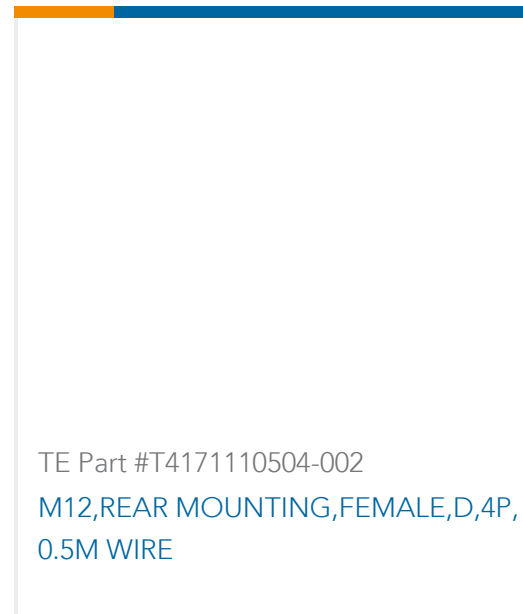 TE Part #T4171110504-002
M12,REAR MOUNTING,FEMALE,D,4P,
0.5M WIRE